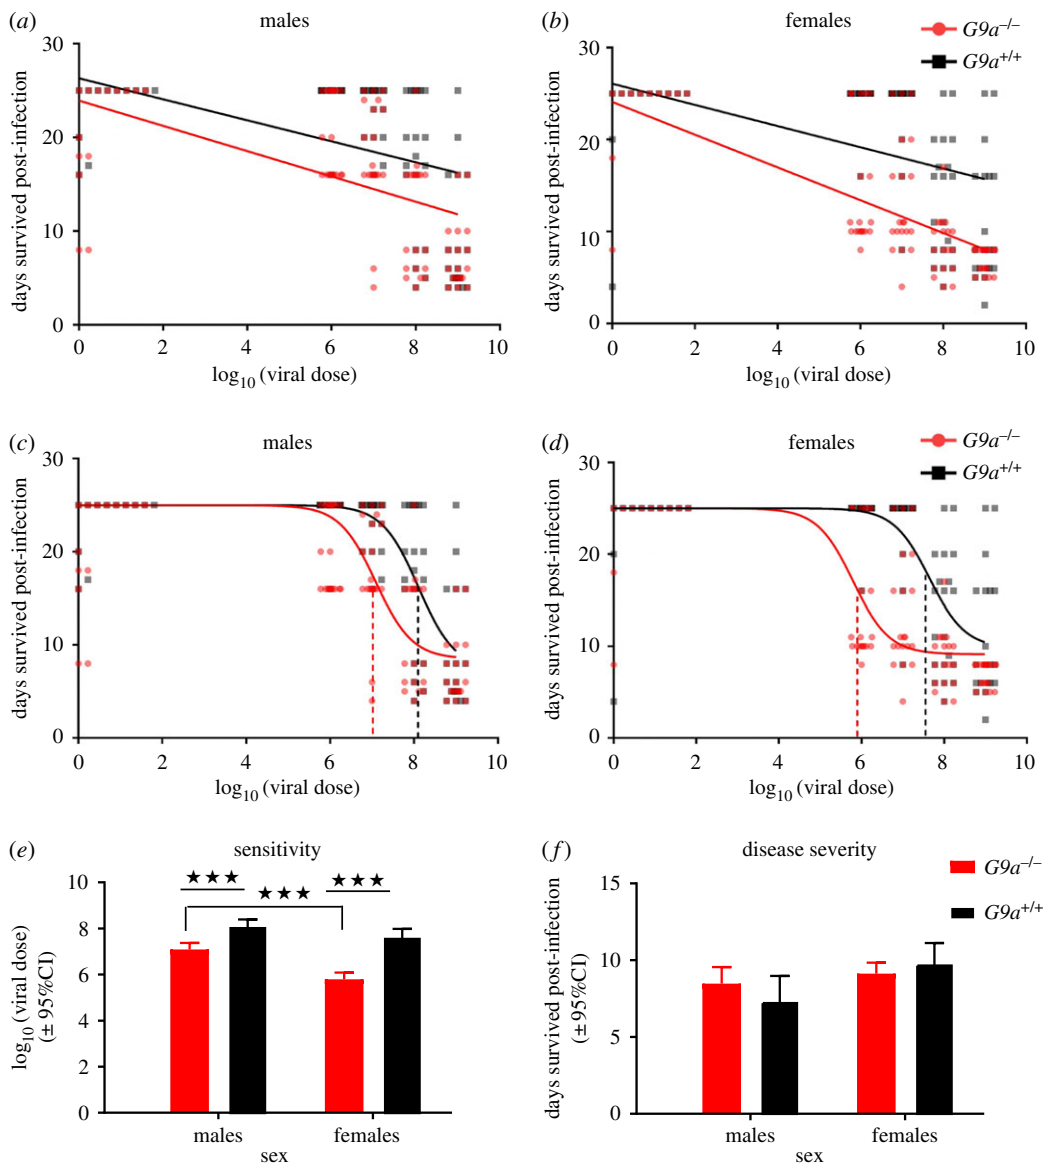 (a) males
(b) females
G9a–/–
G9a+/+
days survived post-infection
30
20
10
0
0 2 4 6 8 10
log10 (viral dose)
days survived post-infection
30
20
10
0
0 2 4 6 8 10
log10 (viral dose)
(c) males
(d) females
G9a–/–
G9a+/+
days survived post-infection
30
20
10
0
0 2 4 6 8 10
log10 (viral dose)
days survived post-infection
30
20
10
0
0 2 4 6 8 10
log10 (viral dose)
(e) sensitivity
★★★ ★★★ ★★★
log10 (viral dose)
(± 95%CI)
10
8
6
4
2
0
males females
sex
(f) disease severity
G9a–/–
G9a+/+
days survived post-infection
(± 95%CI)
15
10
5
0
males females
sex